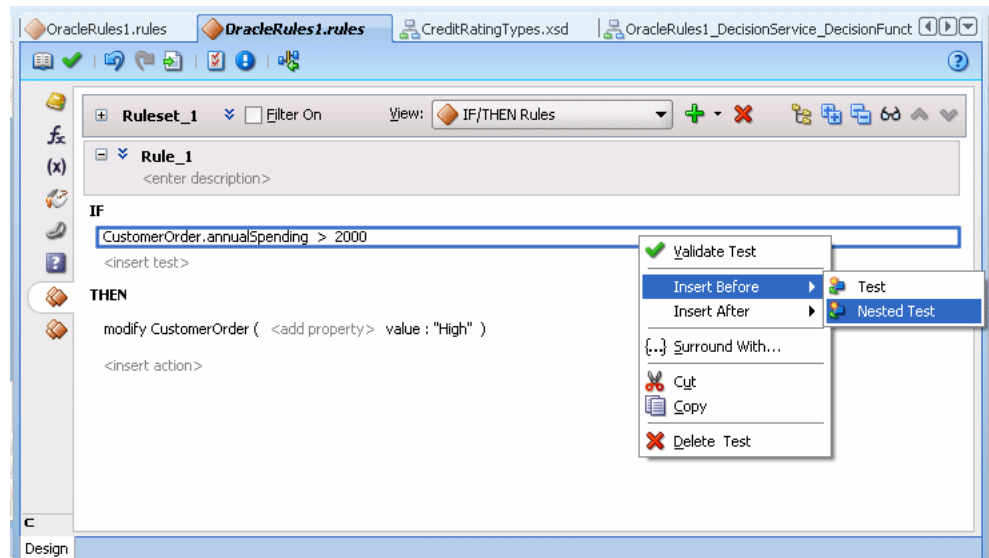 OracleRules1.rules OracleRules1.rules CreditRatingTypes.xsd OracleRules1_DecisionService_DecisionFunct
Ruleset_1 Filter On View: IF/THEN Rules
fx
(x)
Rule_1
<enter description>
IF
CustomerOrder.annualSpending > 2000
<insert test>
Validate Test
Insert Before Test
Insert After Nested Test
THEN
modify CustomerOrder ( <add property> value : "High" )
<insert action>
{...} Surround With...
Cut
Copy
Delete Test
C
Design